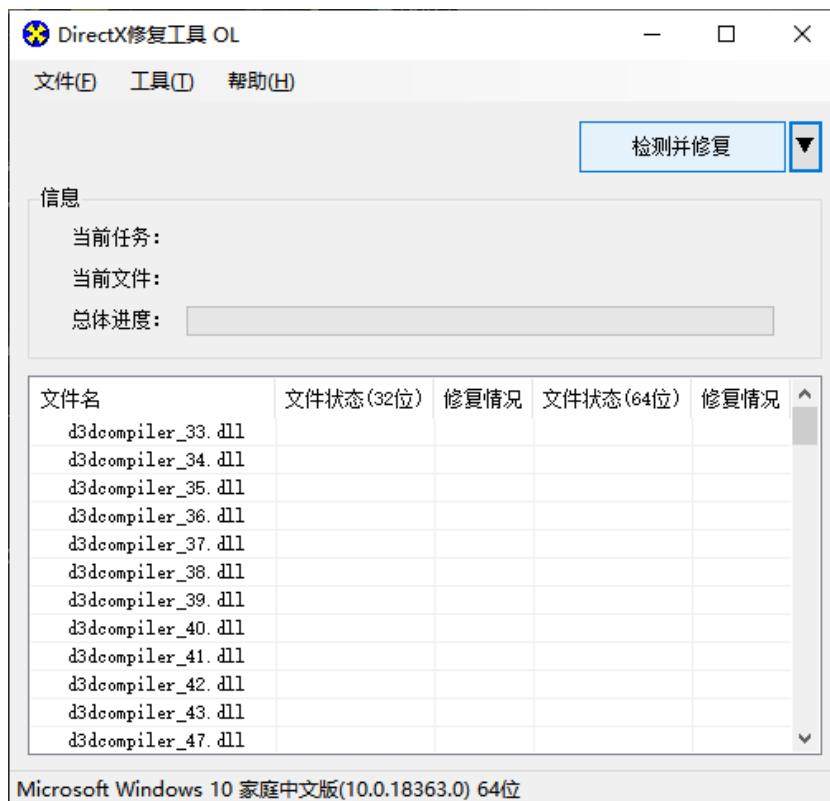 DirectX修复工具 OL
文件(F) 工具(T) 帮助(H)
检测并修复
信息
当前任务:
当前文件:
总体进度:
文件名 文件状态(32位) 修复情况 文件状态(64位) 修复情况
d3dcompiler_33.dll
d3dcompiler_34.dll
d3dcompiler_35.dll
d3dcompiler_36.dll
d3dcompiler_37.dll
d3dcompiler_38.dll
d3dcompiler_39.dll
d3dcompiler_40.dll
d3dcompiler_41.dll
d3dcompiler_42.dll
d3dcompiler_43.dll
d3dcompiler_47.dll
Microsoft Windows 10 家庭中文版(10.0.18363.0) 64位